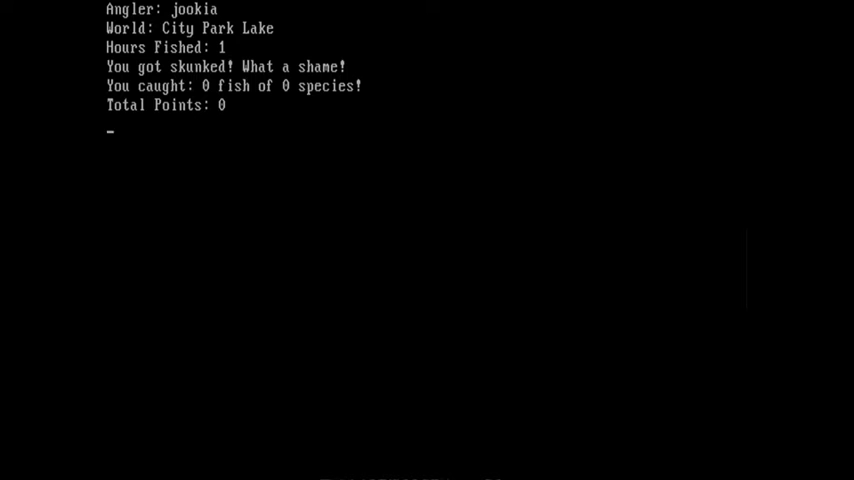 Angler: jookia
World: City Park Lake
Hours Fished: 1
You got skunked! What a shame!
You caught: 0 fish of 0 species!
Total Points: 0